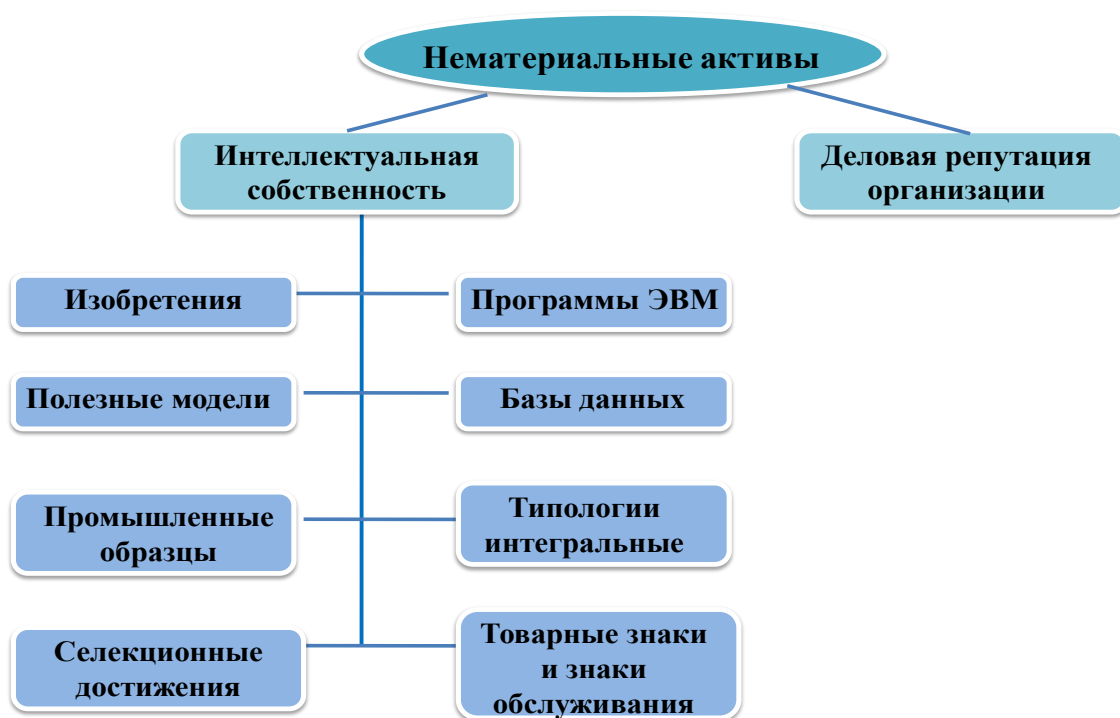 Нематериальные активы
Интеллектуальная
собственность
Деловая репутация
организации
Изобретения
Программы ЭВМ
Полезные модели
Базы данных
Промышленные
образцы
Типологии
интегральные
Селекционные
достижения
Товарные знаки
и знаки
обслуживания